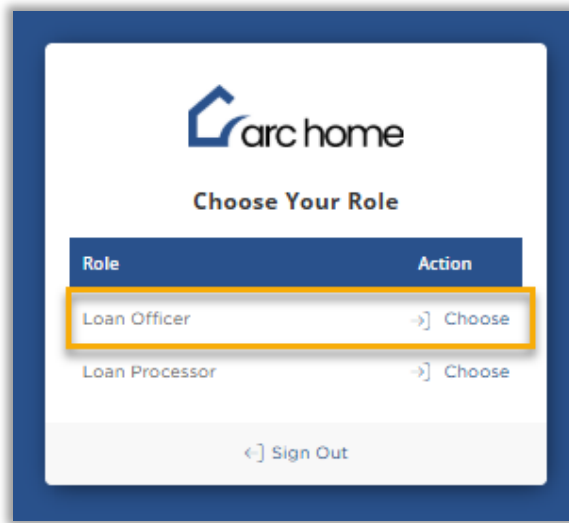 arc home
Choose Your Role
Role Action
Loan Officer Choose
Loan Processor Choose
Sign Out